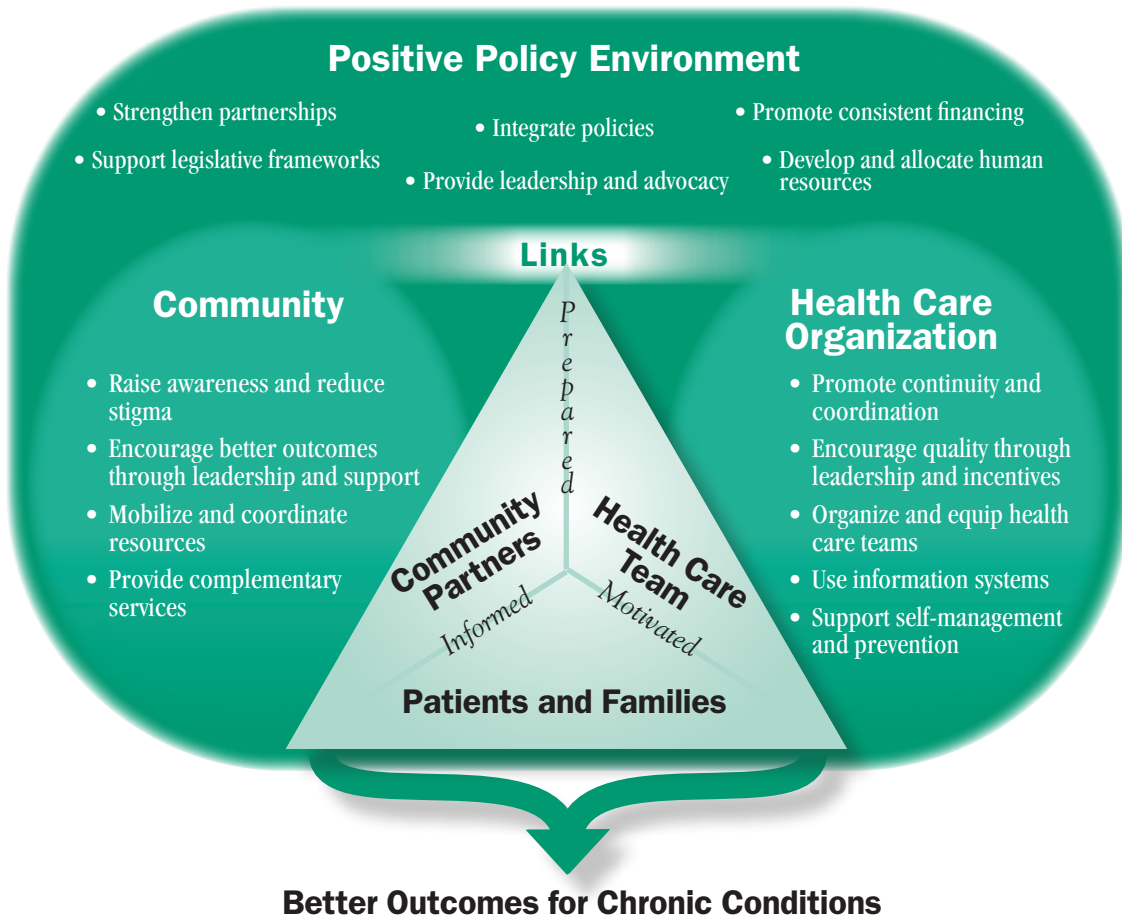 Positive Policy Environment
• Strengthen partnerships
• Support legislative frameworks
• Integrate policies
• Provide leadership and advocacy
• Promote consistent financing
• Develop and allocate human
resources
Links
Community
• Raise awareness and reduce
stigma
• Encourage better outcomes
through leadership and support
• Mobilize and coordinate
resources
• Provide complementary
services
Prepared
Community
Partners
Informed
Health Care
Team
Motivated
Patients and Families
Health Care
Organization
• Promote continuity and
coordination
• Encourage quality through
leadership and incentives
• Organize and equip health
care teams
• Use information systems
• Support self-management
and prevention
Better Outcomes for Chronic Conditions